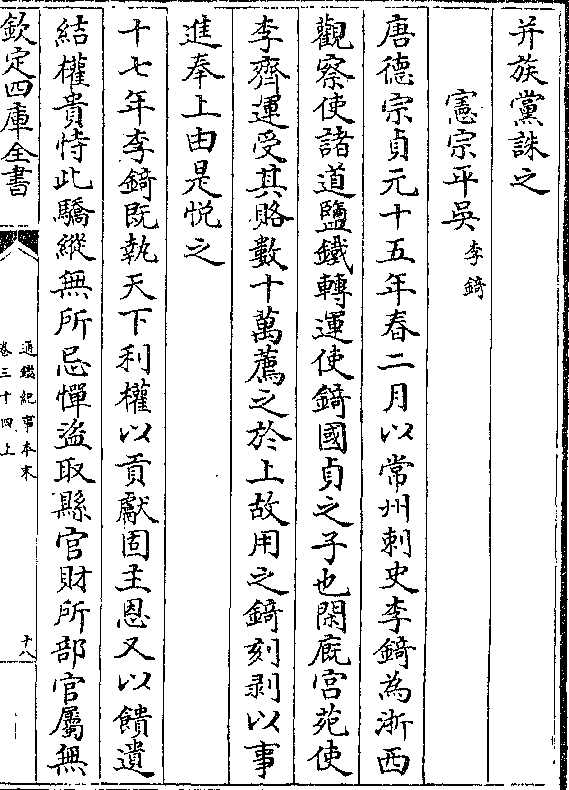 并族黨誅之
憲宗平吳李錡
唐德宗貞元十五年春二月以常州刺史李錡為浙西
觀察使諸道鹽鐵轉運使錡國貞之子也閑廐宫苑使
李齊運受其賂數十萬薦之於上故用之錡刻剥以事
進奉上由是悦之
十七年李錡既執天下利權以貢獻固主恩又以饋遺
結權貴恃此驕縱無所忌憚盗取縣官財所部官屬無
欽定四庫全書
通鑑紀事本末
卷三十四上
十八